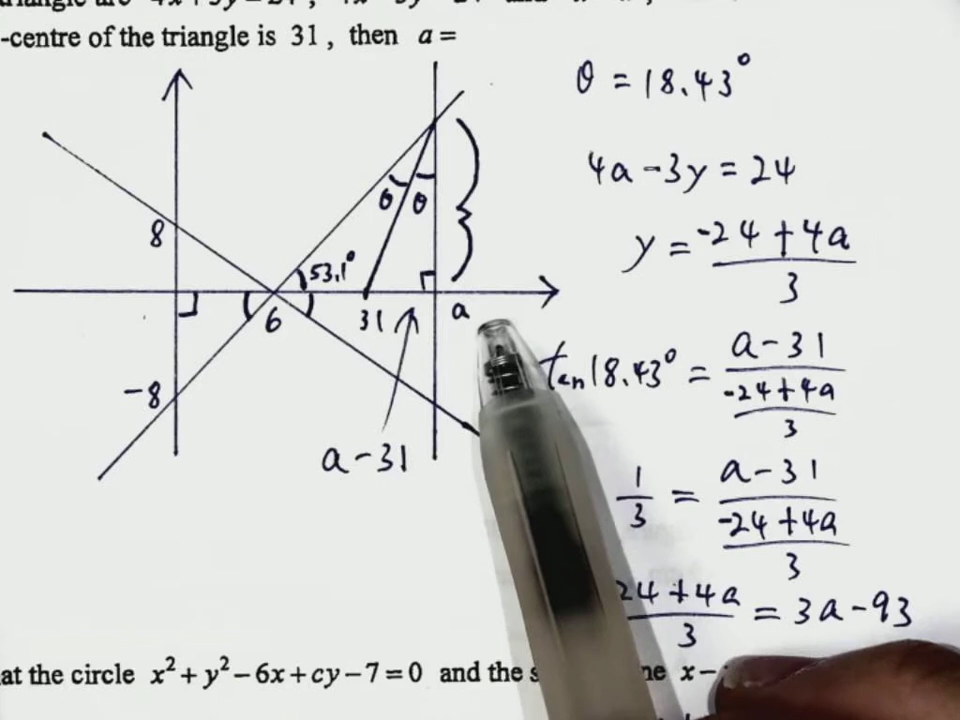 -centre of the triangle is 31 , then a =
θ = 18.43°
4a - 3y = 24
y = -24 + 4a / 3
8
θ θ
53.1°
6 31 a
-8
a - 31
tan 18.43° = a - 31 / -24 + 4a / 3
1/3 = a - 31 / -24 + 4a / 3
24 + 4a / 3 = 3a - 93
at the circle x² + y² - 6x + cy - 7 = 0 and the
x -